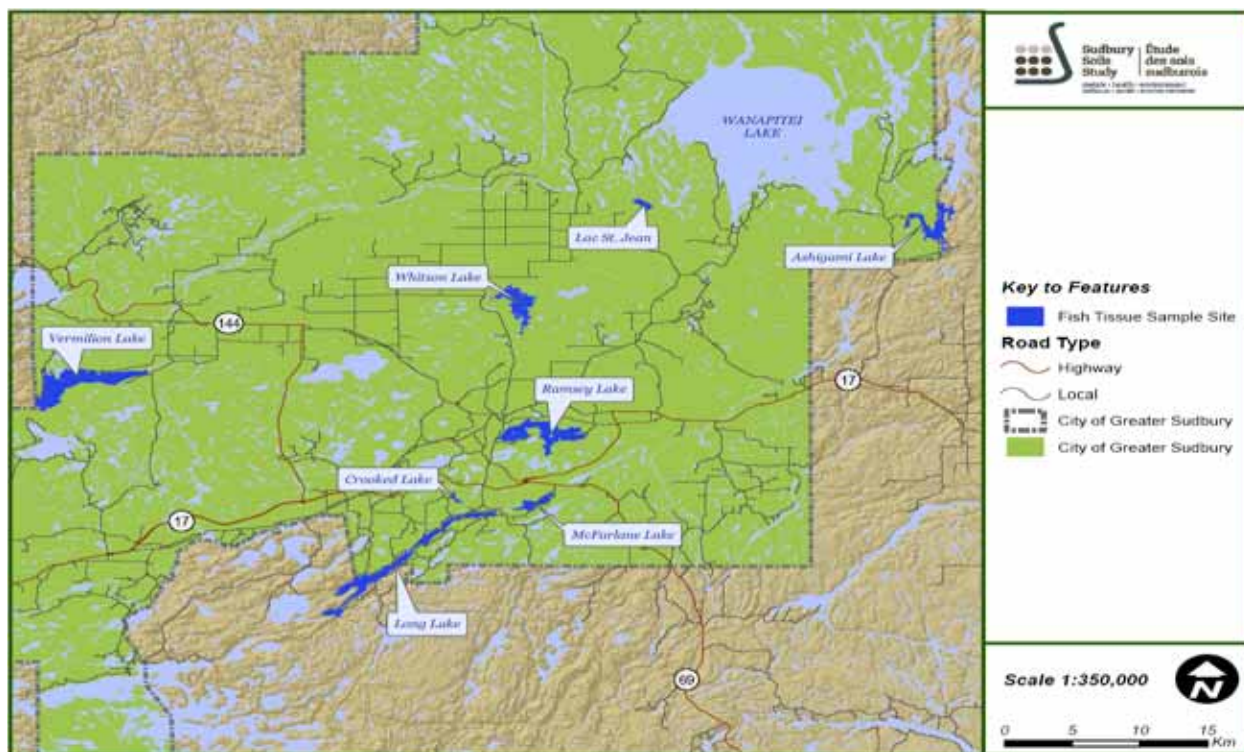 WANAPITEI
LAKE
Lac St. Jean
Ashigami Lake
Whitson Lake
144
Vermilion Lake
17
Ramsey Lake
Crooked Lake
17
McFarlane Lake
Long Lake
69
Sudbury
Soils
Study
Étude
des sols
sudburois
Key to Features
Fish Tissue Sample Site
Road Type
Highway
Local
City of Greater Sudbury
City of Greater Sudbury
Scale 1:350,000
N
0 5 10 15
Km